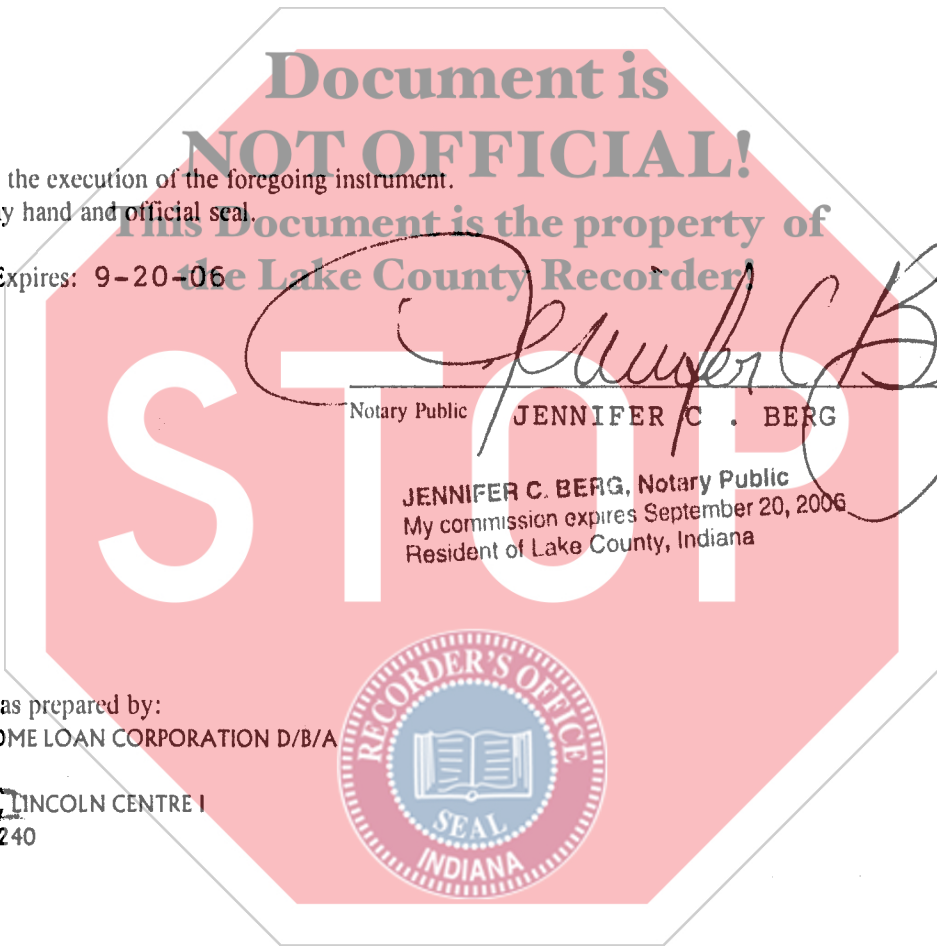 Document is
NOT OFFICIAL!
the execution of the foregoing instrument.
hand and official seal.
This Document is the property of
the Lake County Recorder!
Expires: 9-20-06
STOP
Notary Public JENNIFER C . BERG
JENNIFER C. BERG, Notary Public
My commission expires September 20, 2006
Resident of Lake County, Indiana
as prepared by:
OME LOAN CORPORATION D/B/A
LINCOLN CENTRE I
240
RECORDER'S OFFICE
SEAL
INDIANA